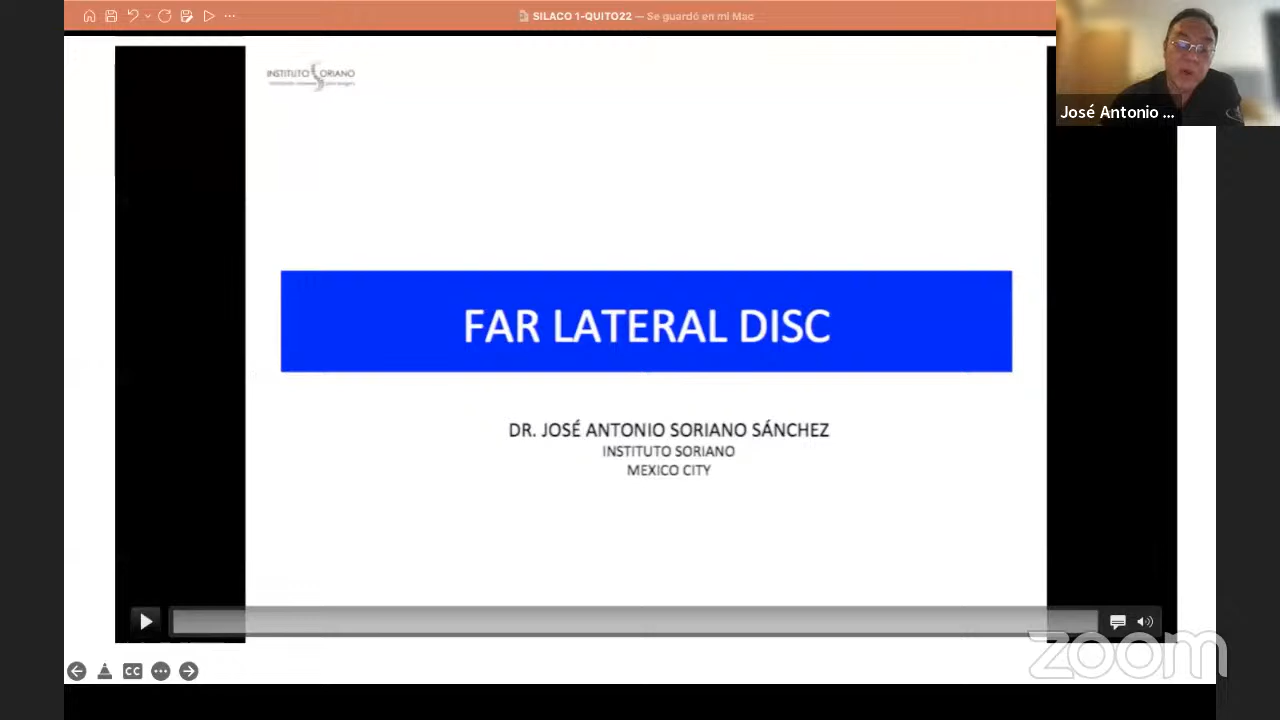 SILACO 1-QUITO22 — Se guardó en mi Mac
José Antonio ...
INSTITUTO SORIANO
FAR LATERAL DISC
DR. JOSÉ ANTONIO SORIANO SÁNCHEZ
INSTITUTO SORIANO
MEXICO CITY
CC
zoom